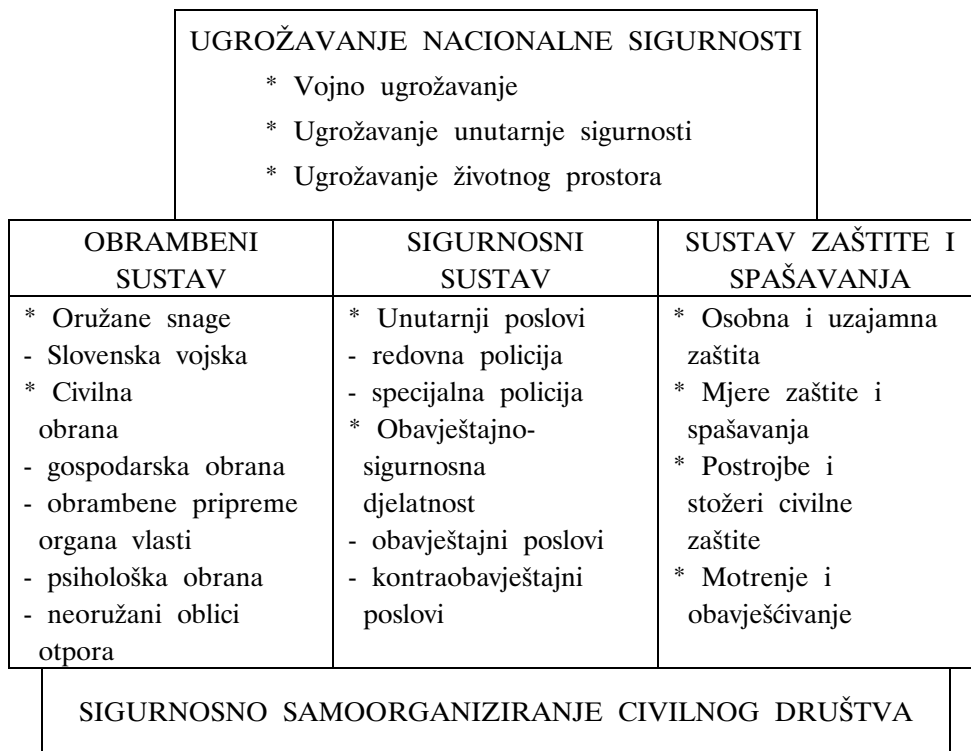 UGROŽAVANJE NACIONALNE SIGURNOSTI
* Vojno ugrožavanje
* Ugrožavanje unutarnje sigurnosti
* Ugrožavanje životnog prostora
OBRAMBENI
SUSTAV
* Oružane snage
- Slovenska vojska
* Civilna
obrana
- gospodarska obrana
- obrambene pripreme
organa vlasti
- psihološka obrana
- neoružani oblici
otpora
SIGURNOSNI
SUSTAV
* Unutarnji poslovi
- redovna policija
- specijalna policija
* Obavještajno-
sigurnosna
djelatnost
- obavještajni poslovi
- kontraobavještajni
poslovi
SUSTAV ZAŠTITE I
SPAŠAVANJA
* Osobna i uzajamna
zaštita
* Mjere zaštite i
spašavanja
* Postrojbe i
stožeri civilne
zaštite
* Motrenje i
obavješćivanje
SIGURNOSNO SAMOORGANIZIRANJE CIVILNOG DRUŠTVA